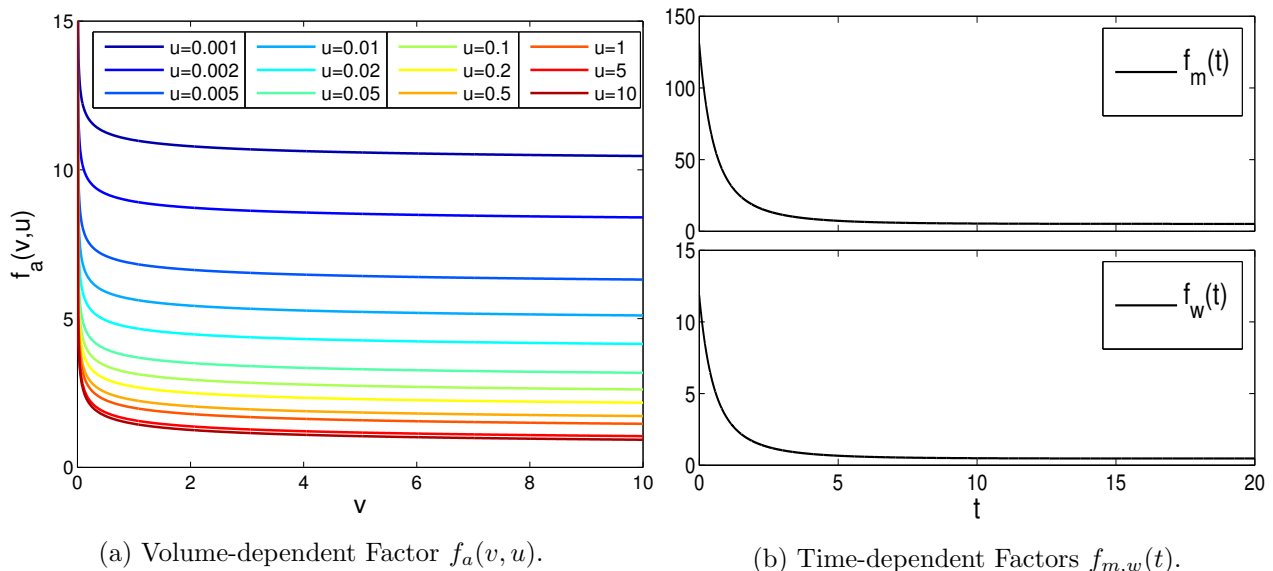 15
10
5
0
f_a(v,u)
u=0.001
u=0.002
u=0.005
u=0.01
u=0.02
u=0.05
u=0.1
u=0.2
u=0.5
u=1
u=5
u=10
0 2 4 6 8 10
v
(a) Volume-dependent Factor f_a(v, u).
150
100
50
0
f_m(t)
15
10
5
0
f_w(t)
0 5 10 15 20
t
(b) Time-dependent Factors f_{m,w}(t).